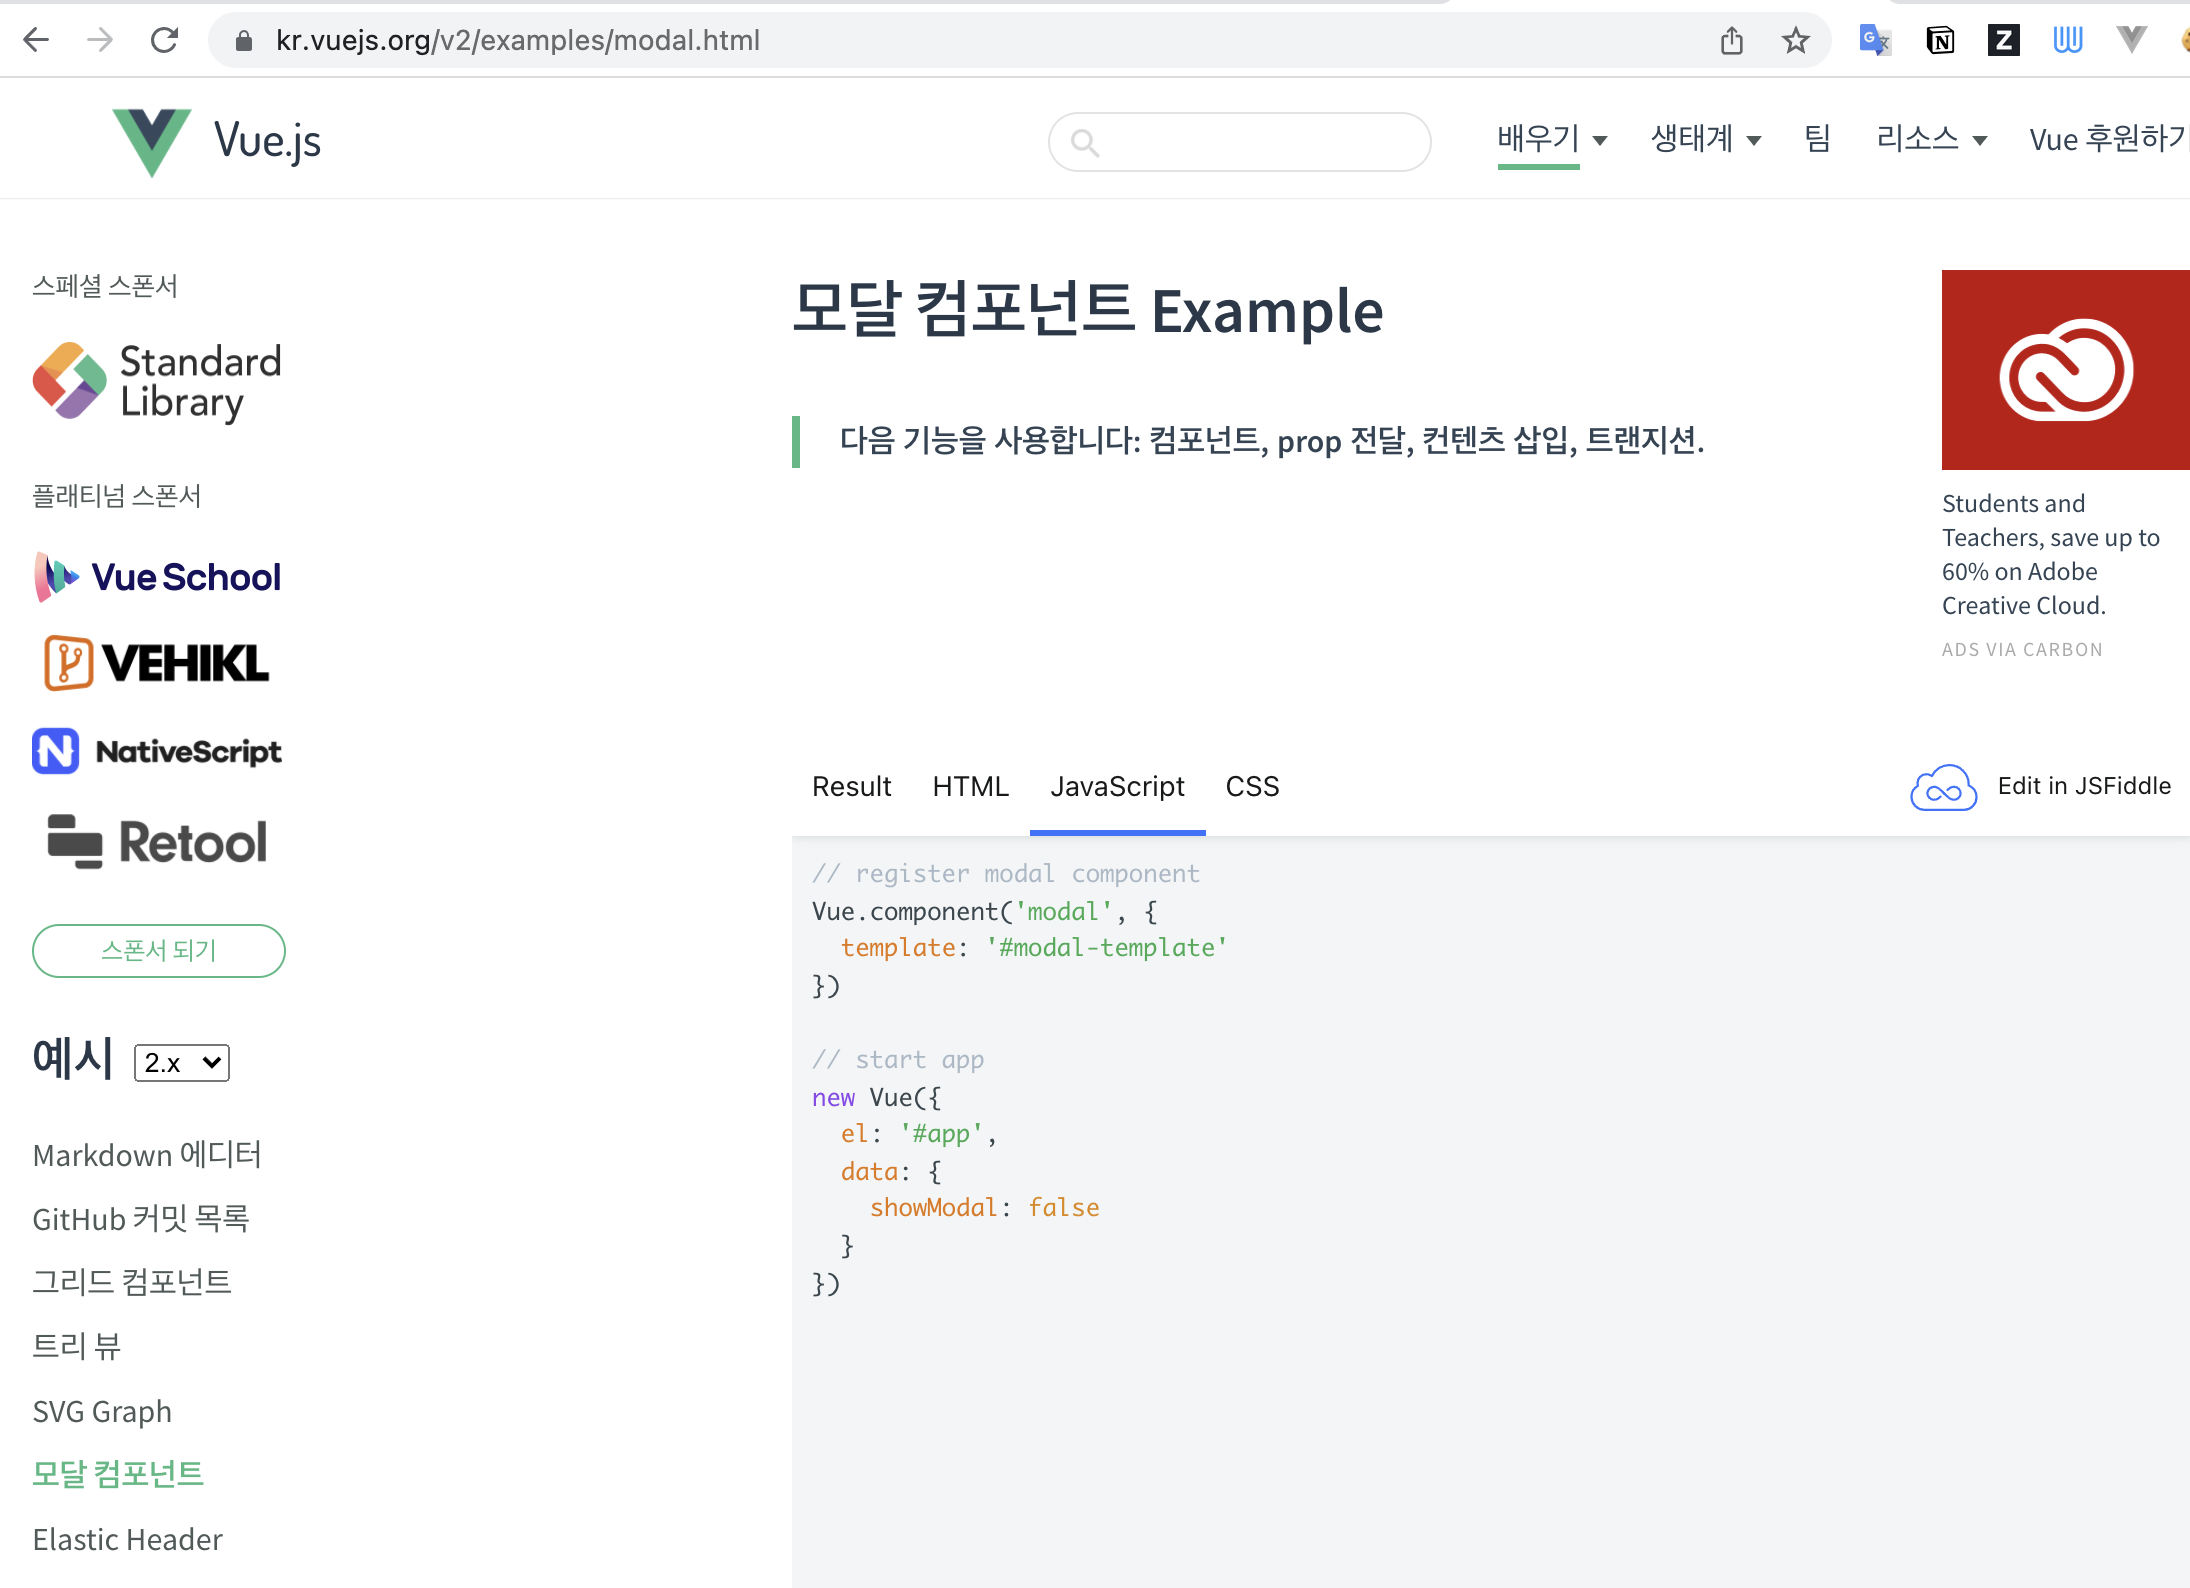 kr.vuejs.org/v2/examples/modal.html
Vue.js
배우기 생태계 팀 리소스 Vue 후원하기
스페셜 스폰서
Standard
Library
플래티넘 스폰서
Vue School
VEHIKL
NativeScript
Retool
스폰서 되기
예시 2.x
Markdown 에디터
GitHub 커밋 목록
그리드 컴포넌트
트리 뷰
SVG Graph
모달 컴포넌트
Elastic Header
모달 컴포넌트 Example
다음 기능을 사용합니다: 컴포넌트, prop 전달, 컨텐츠 삽입, 트랜지션.
Students and
Teachers, save up to
60% on Adobe
Creative Cloud.
ADS VIA CARBON
Result HTML JavaScript CSS Edit in JSFiddle
// register modal component
Vue.component('modal', {
  template: '#modal-template'
})
// start app
new Vue({
  el: '#app',
  data: {
    showModal: false
  }
})